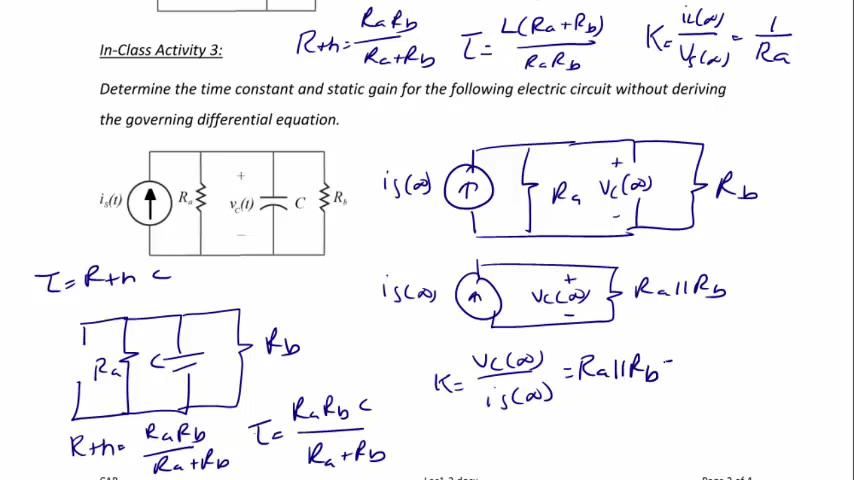 Rth = RaRb / Ra+Rb
τ = L(Ra+Rb) / RaRb
K = iL(∞) / Vs(∞) = 1 / Ra
In-Class Activity 3:
Determine the time constant and static gain for the following electric circuit without deriving
the governing differential equation.
is(t) Ra + vc(t) − C Rb
is(∞) ↑ Ra + Vc(∞) − Rb
τ = Rth C
is(∞) ↑ + Vc(∞) − Ra||Rb
Ra C Rb
K = Vc(∞) / is(∞) = Ra||Rb
Rth = RaRb / Ra+Rb
τ = RaRb C / Ra+Rb